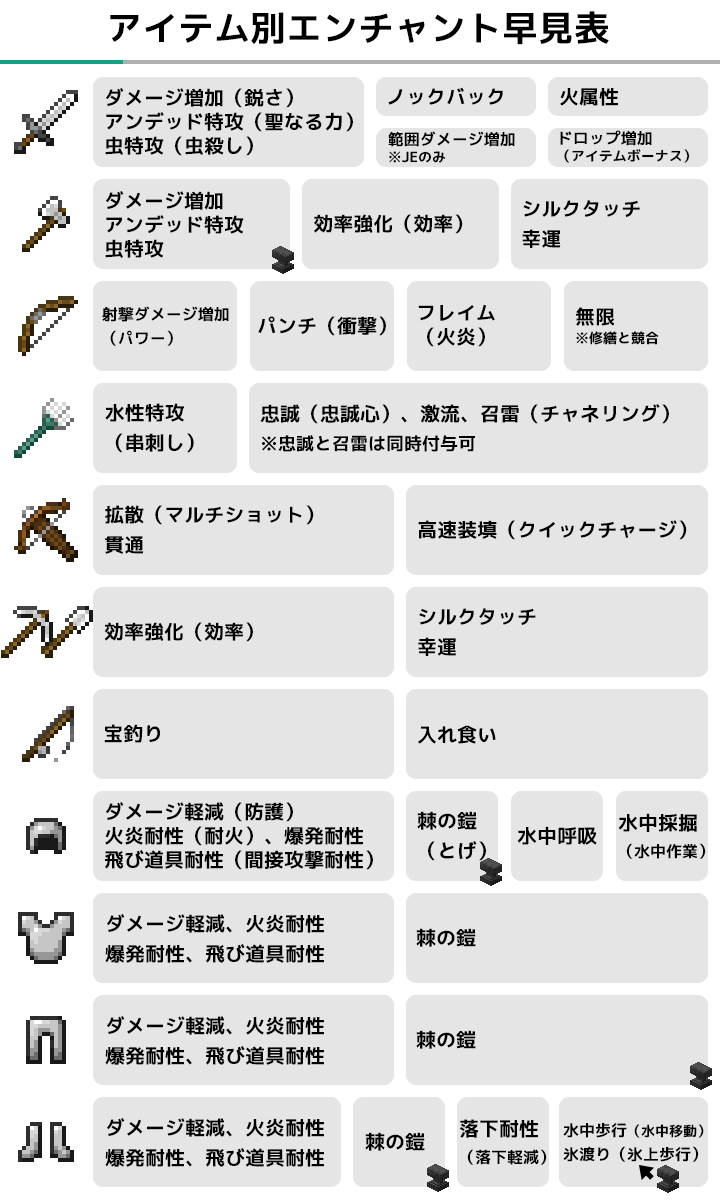 アイテム別エンチャント早見表
ダメージ増加（鋭さ）
アンデッド特攻（聖なる力）
虫特攻（虫殺し）
ノックバック
火属性
範囲ダメージ増加
※JEのみ
ドロップ増加
（アイテムボーナス）
ダメージ増加
アンデッド特攻
虫特攻
効率強化（効率）
シルクタッチ
幸運
射撃ダメージ増加
（パワー）
パンチ（衝撃）
フレイム
（火炎）
無限
※修繕と競合
水性特攻
（串刺し）
忠誠（忠誠心）、激流、召雷（チャネリング）
※忠誠と召雷は同時付与可
拡散（マルチショット）
貫通
高速装填（クイックチャージ）
効率強化（効率）
シルクタッチ
幸運
宝釣り
入れ食い
ダメージ軽減（防護）
火炎耐性（耐火）、爆発耐性
飛び道具耐性（間接攻撃耐性）
棘の鎧
（とげ）
水中呼吸
水中採掘
（水中作業）
ダメージ軽減、火炎耐性
爆発耐性、飛び道具耐性
棘の鎧
ダメージ軽減、火炎耐性
爆発耐性、飛び道具耐性
棘の鎧
ダメージ軽減、火炎耐性
爆発耐性、飛び道具耐性
棘の鎧
落下耐性
（落下軽減）
水中歩行（水中移動）
氷渡り（氷上歩行）